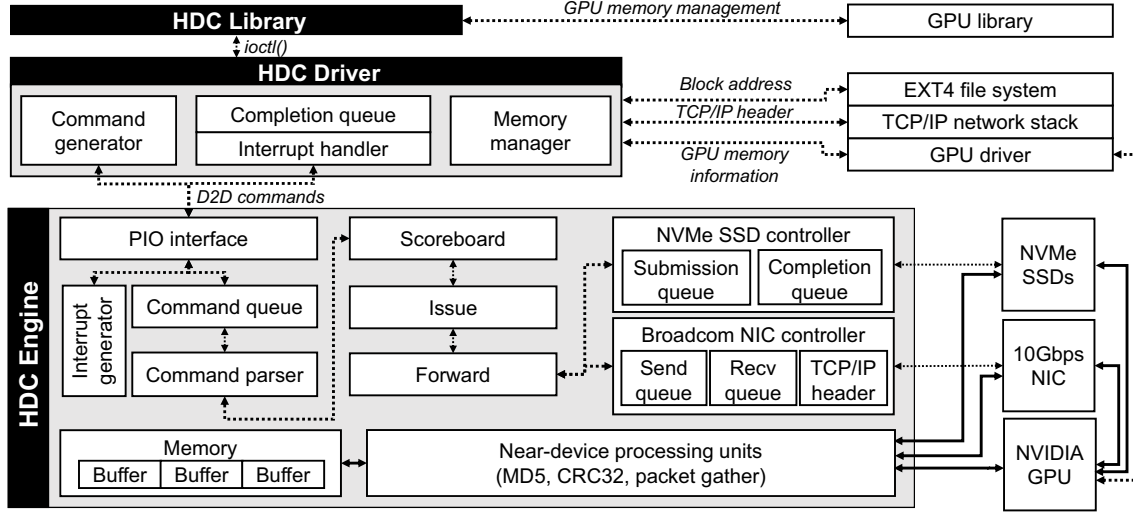 HDC Library
GPU memory management
GPU library
ioctl()
HDC Driver
Command
generator
Completion queue
Interrupt handler
Memory
manager
Block address
TCP/IP header
GPU memory
information
EXT4 file system
TCP/IP network stack
GPU driver
D2D commands
HDC Engine
PIO interface
Interrupt
generator
Command queue
Command parser
Scoreboard
Issue
Forward
NVMe SSD controller
Submission
queue
Completion
queue
Broadcom NIC controller
Send
queue
Recv
queue
TCP/IP
header
Memory
Buffer Buffer Buffer
Near-device processing units
(MD5, CRC32, packet gather)
NVMe
SSDs
10Gbps
NIC
NVIDIA
GPU